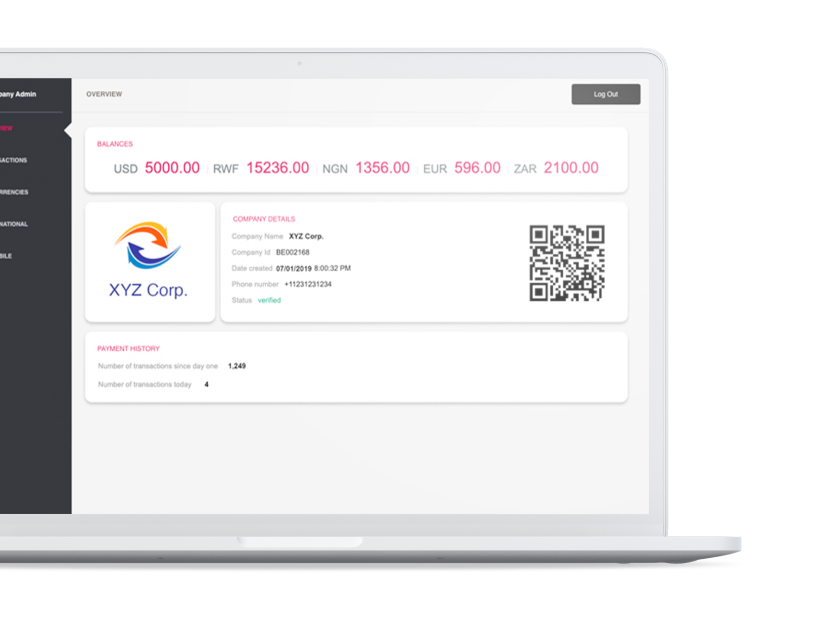 pany Admin
OVERVIEW
Log Out
BALANCES
USD 5000.00 RWF 15236.00 NGN 1356.00 EUR 596.00 ZAR 2100.00
ACTIONS
RRENCIES
NATIONAL
BILE
XYZ Corp.
COMPANY DETAILS
Company Name XYZ Corp.
Company Id BE002168
Date created 07/01/2019 8:00:32 PM
Phone number +11231231234
Status verified
PAYMENT HISTORY
Number of transactions since day one 1,249
Number of transactions today 4